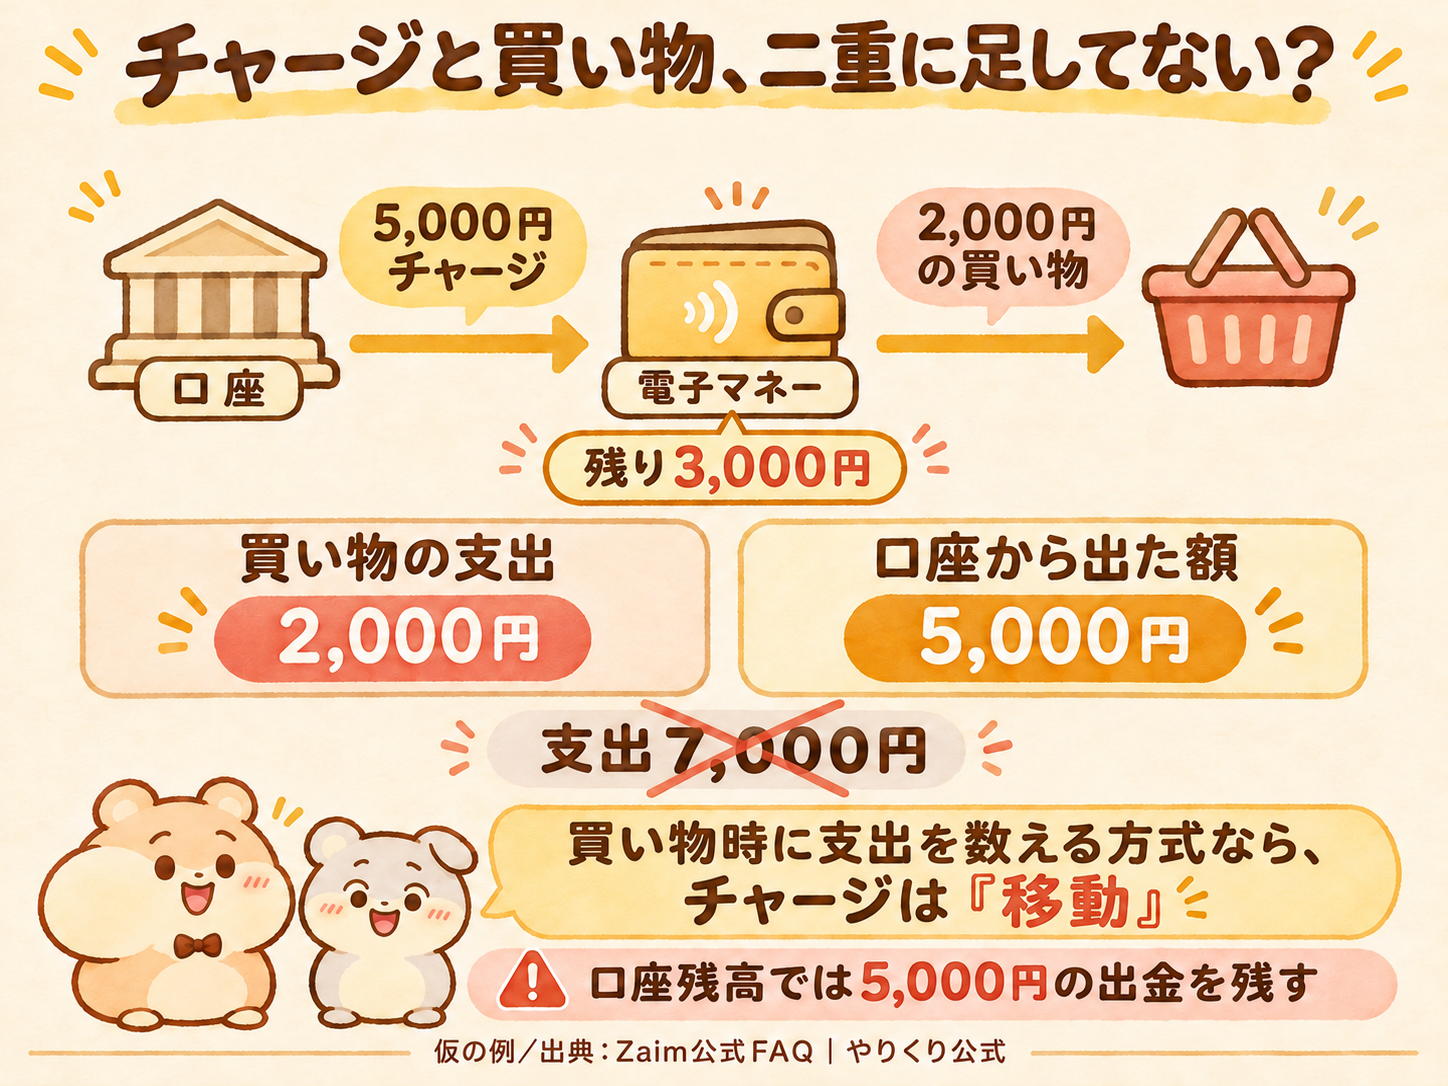 チャージと買い物、二重に足してない?
5,000円
チャージ
2,000円
の買い物
口座
電子マネー
残り3,000円
買い物の支出
2,000円
口座から出た額
5,000円
支出7,000円
買い物時に支出を数える方式なら、
チャージは『移動』
口座残高では5,000円の出金を残す
仮の例/出典:Zaim公式FAQ|やりくり公式